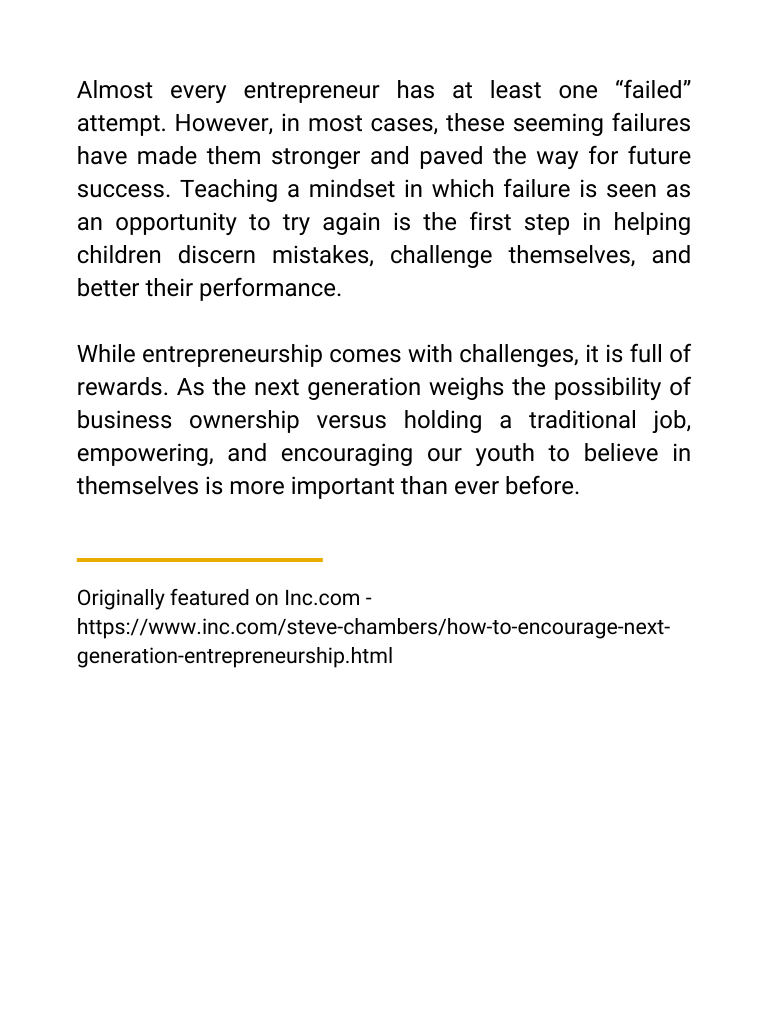 Almost every entrepreneur has at least one “failed”
attempt. However, in most cases, these seeming failures
have made them stronger and paved the way for future
success. Teaching a mindset in which failure is seen as
an opportunity to try again is the first step in helping
children discern mistakes, challenge themselves, and
better their performance.
While entrepreneurship comes with challenges, it is full of
rewards. As the next generation weighs the possibility of
business ownership versus holding a traditional job,
empowering, and encouraging our youth to believe in
themselves is more important than ever before.
Originally featured on Inc.com -
https://www.inc.com/steve-chambers/how-to-encourage-next-
generation-entrepreneurship.html